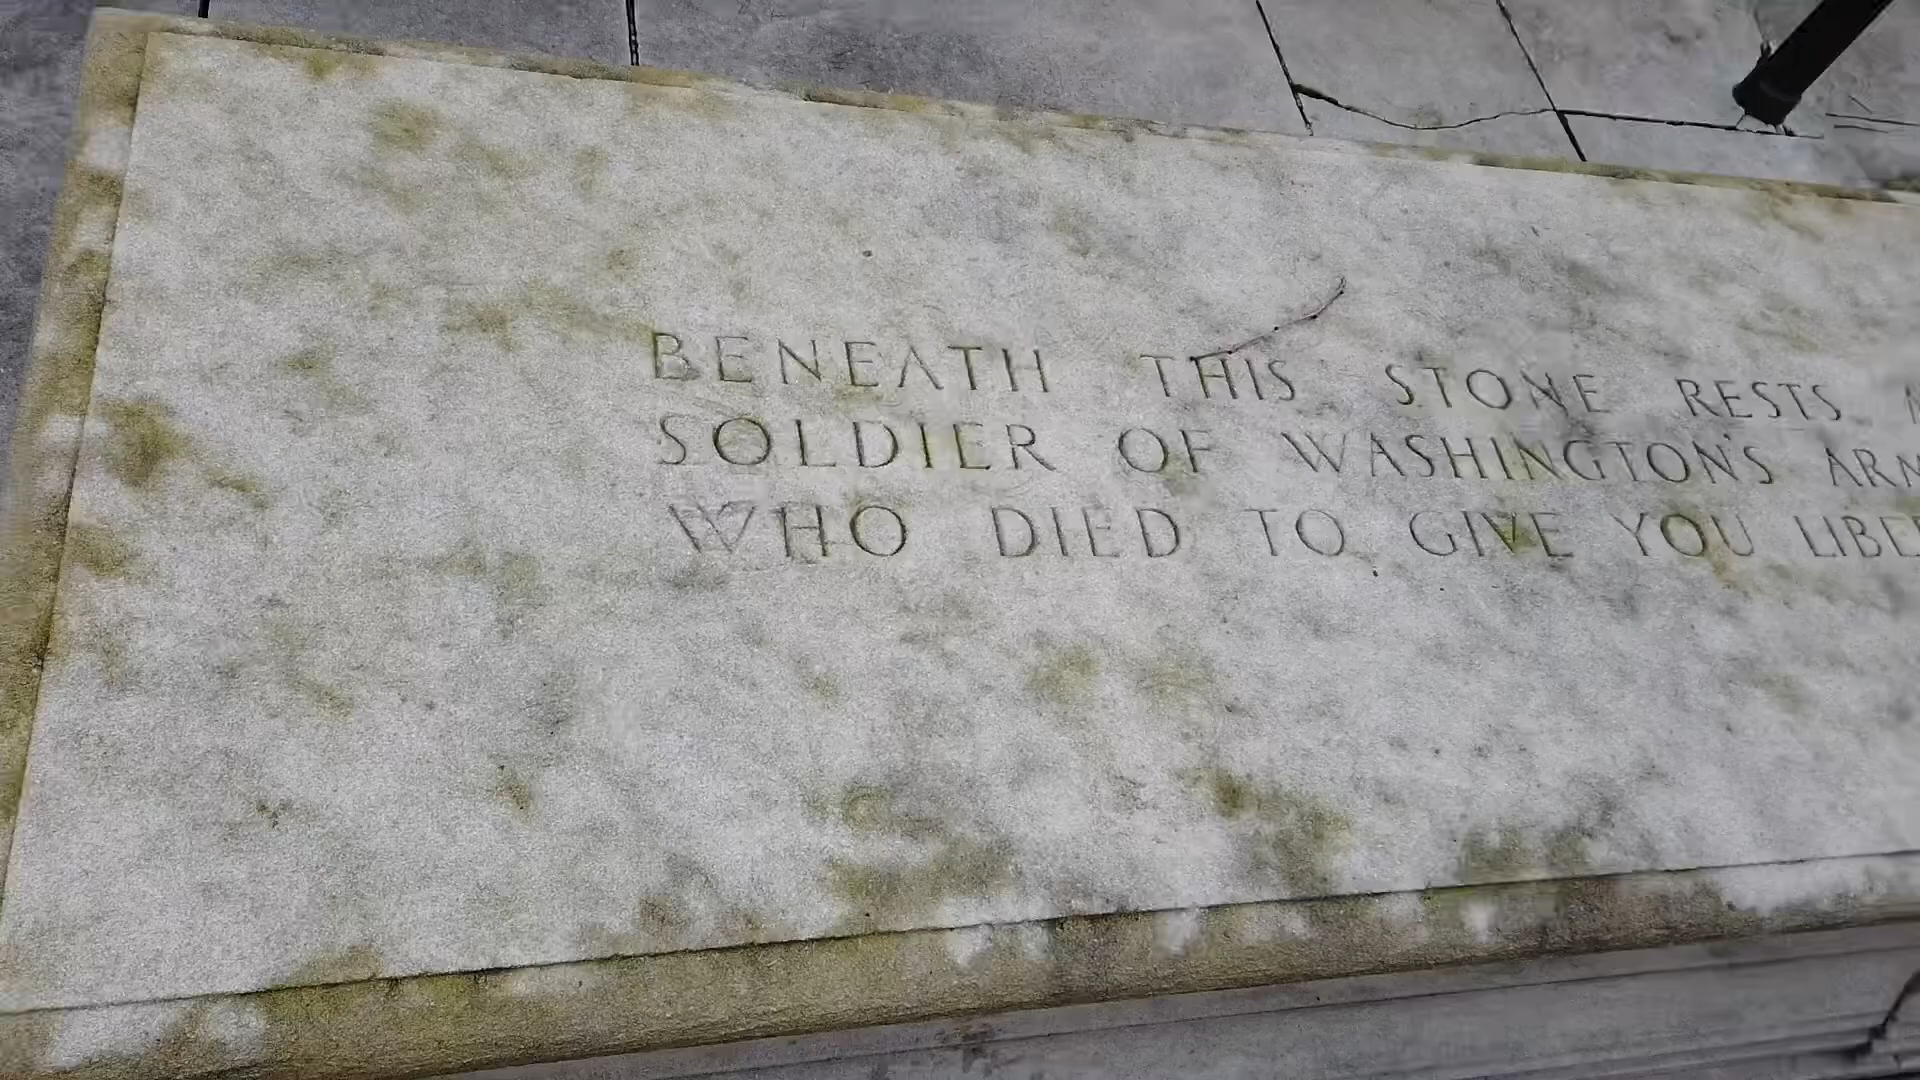 BENEATH THIS STONE RESTS
SOLDIER OF WASHINGTON'S
WHO DIED TO GIVE YOU